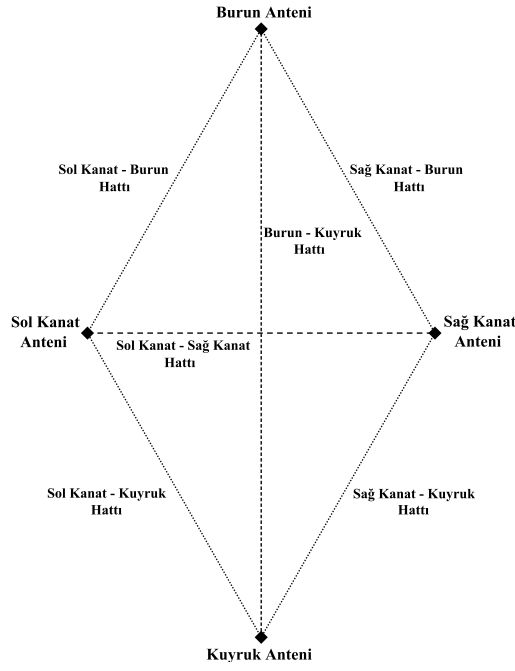 Burun Anteni
Sol Kanat - Burun
Hattı
Sağ Kanat - Burun
Hattı
Burun - Kuyruk
Hattı
Sol Kanat
Anteni
Sağ Kanat
Anteni
Sol Kanat - Sağ Kanat
Hattı
Sol Kanat - Kuyruk
Hattı
Sağ Kanat - Kuyruk
Hattı
Kuyruk Anteni